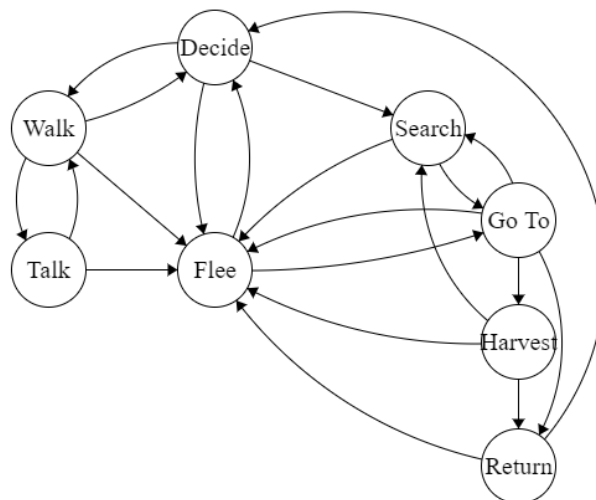 Decide
Walk
Search
Go To
Talk
Flee
Harvest
Return